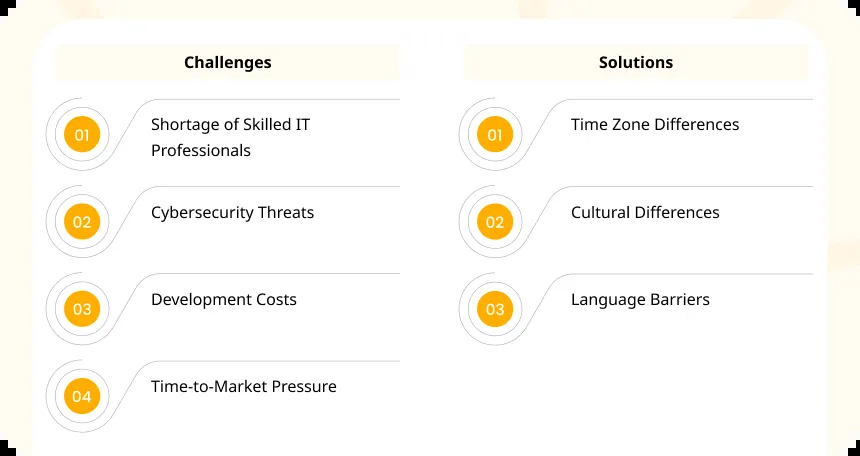 Challenges
01
Shortage of Skilled IT
Professionals
02
Cybersecurity Threats
03
Development Costs
04
Time-to-Market Pressure
Solutions
01
Time Zone Differences
02
Cultural Differences
03
Language Barriers